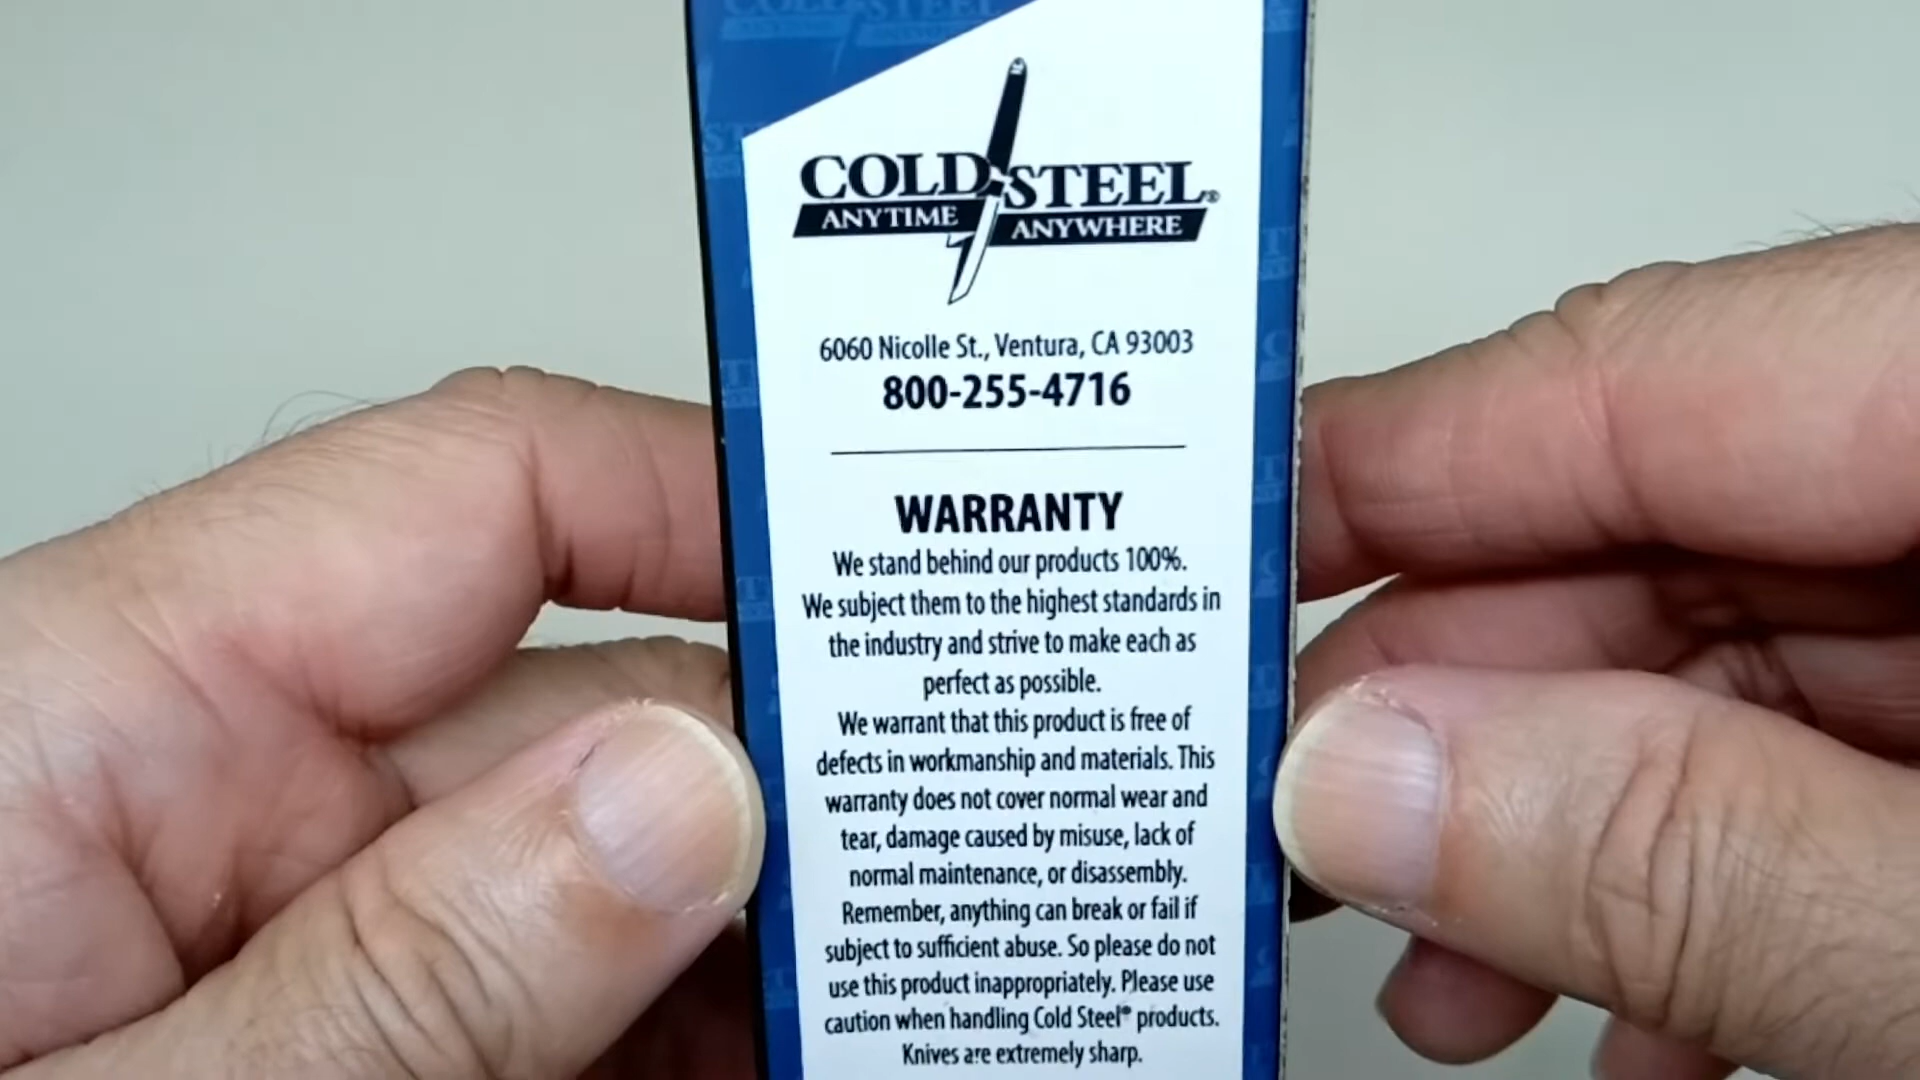 COLD STEEL
COLD STEEL®
ANYTIME ANYWHERE
6060 Nicolle St., Ventura, CA 93003
800-255-4716
WARRANTY
We stand behind our products 100%.
We subject them to the highest standards in
the industry and strive to make each as
perfect as possible.
We warrant that this product is free of
defects in workmanship and materials. This
warranty does not cover normal wear and
tear, damage caused by misuse, lack of
normal maintenance, or disassembly.
Remember, anything can break or fail if
subject to sufficient abuse. So please do not
use this product inappropriately. Please use
caution when handling Cold Steel® products.
Knives are extremely sharp.